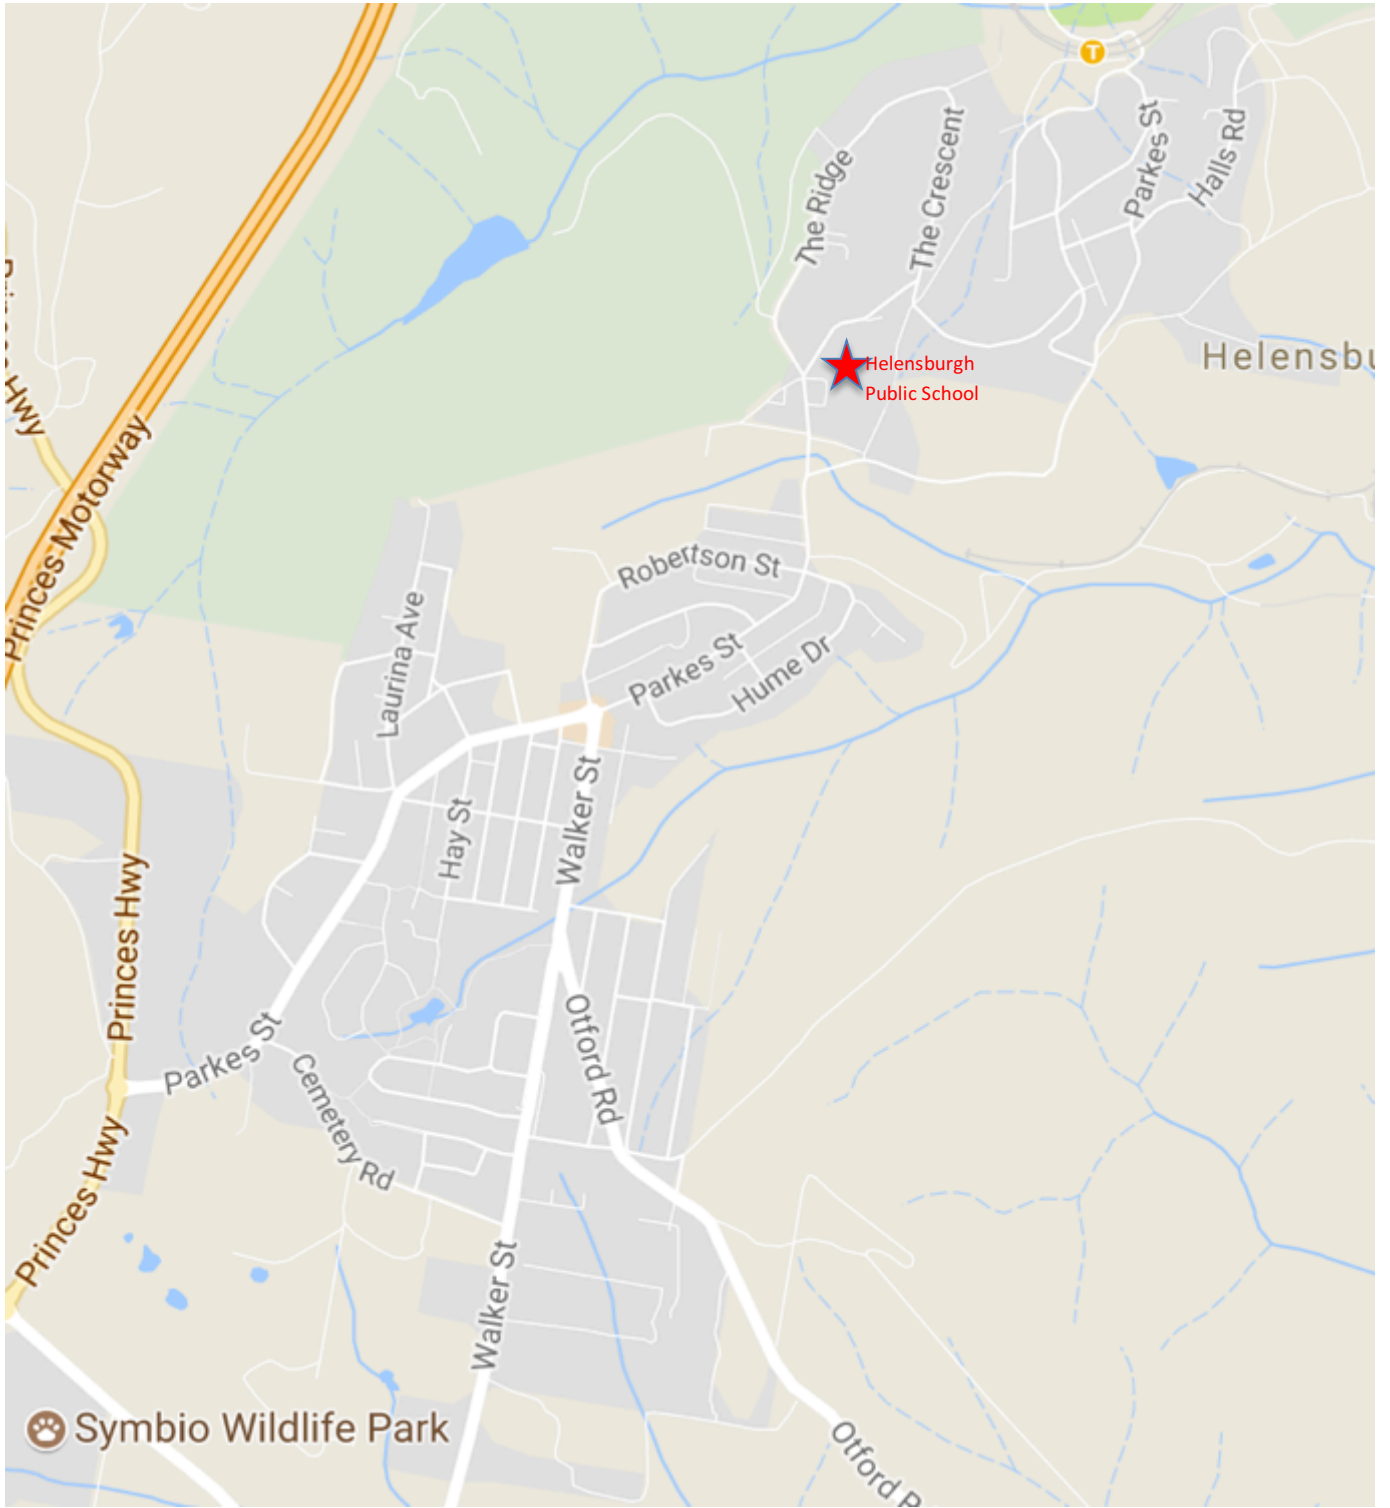 T
Parkes St
Halls Rd
The Crescent
The Ridge
Helensbu
Helensburgh
Public School
Hwy
Princes Motorway
Robertson St
Laurina Ave
Parkes St
Hume Dr
Walker St
Hay St
Princes Hwy
Otford Rd
Parkes St
Cemetery Rd
Princes Hwy
Walker St
Symbio Wildlife Park
Otford R